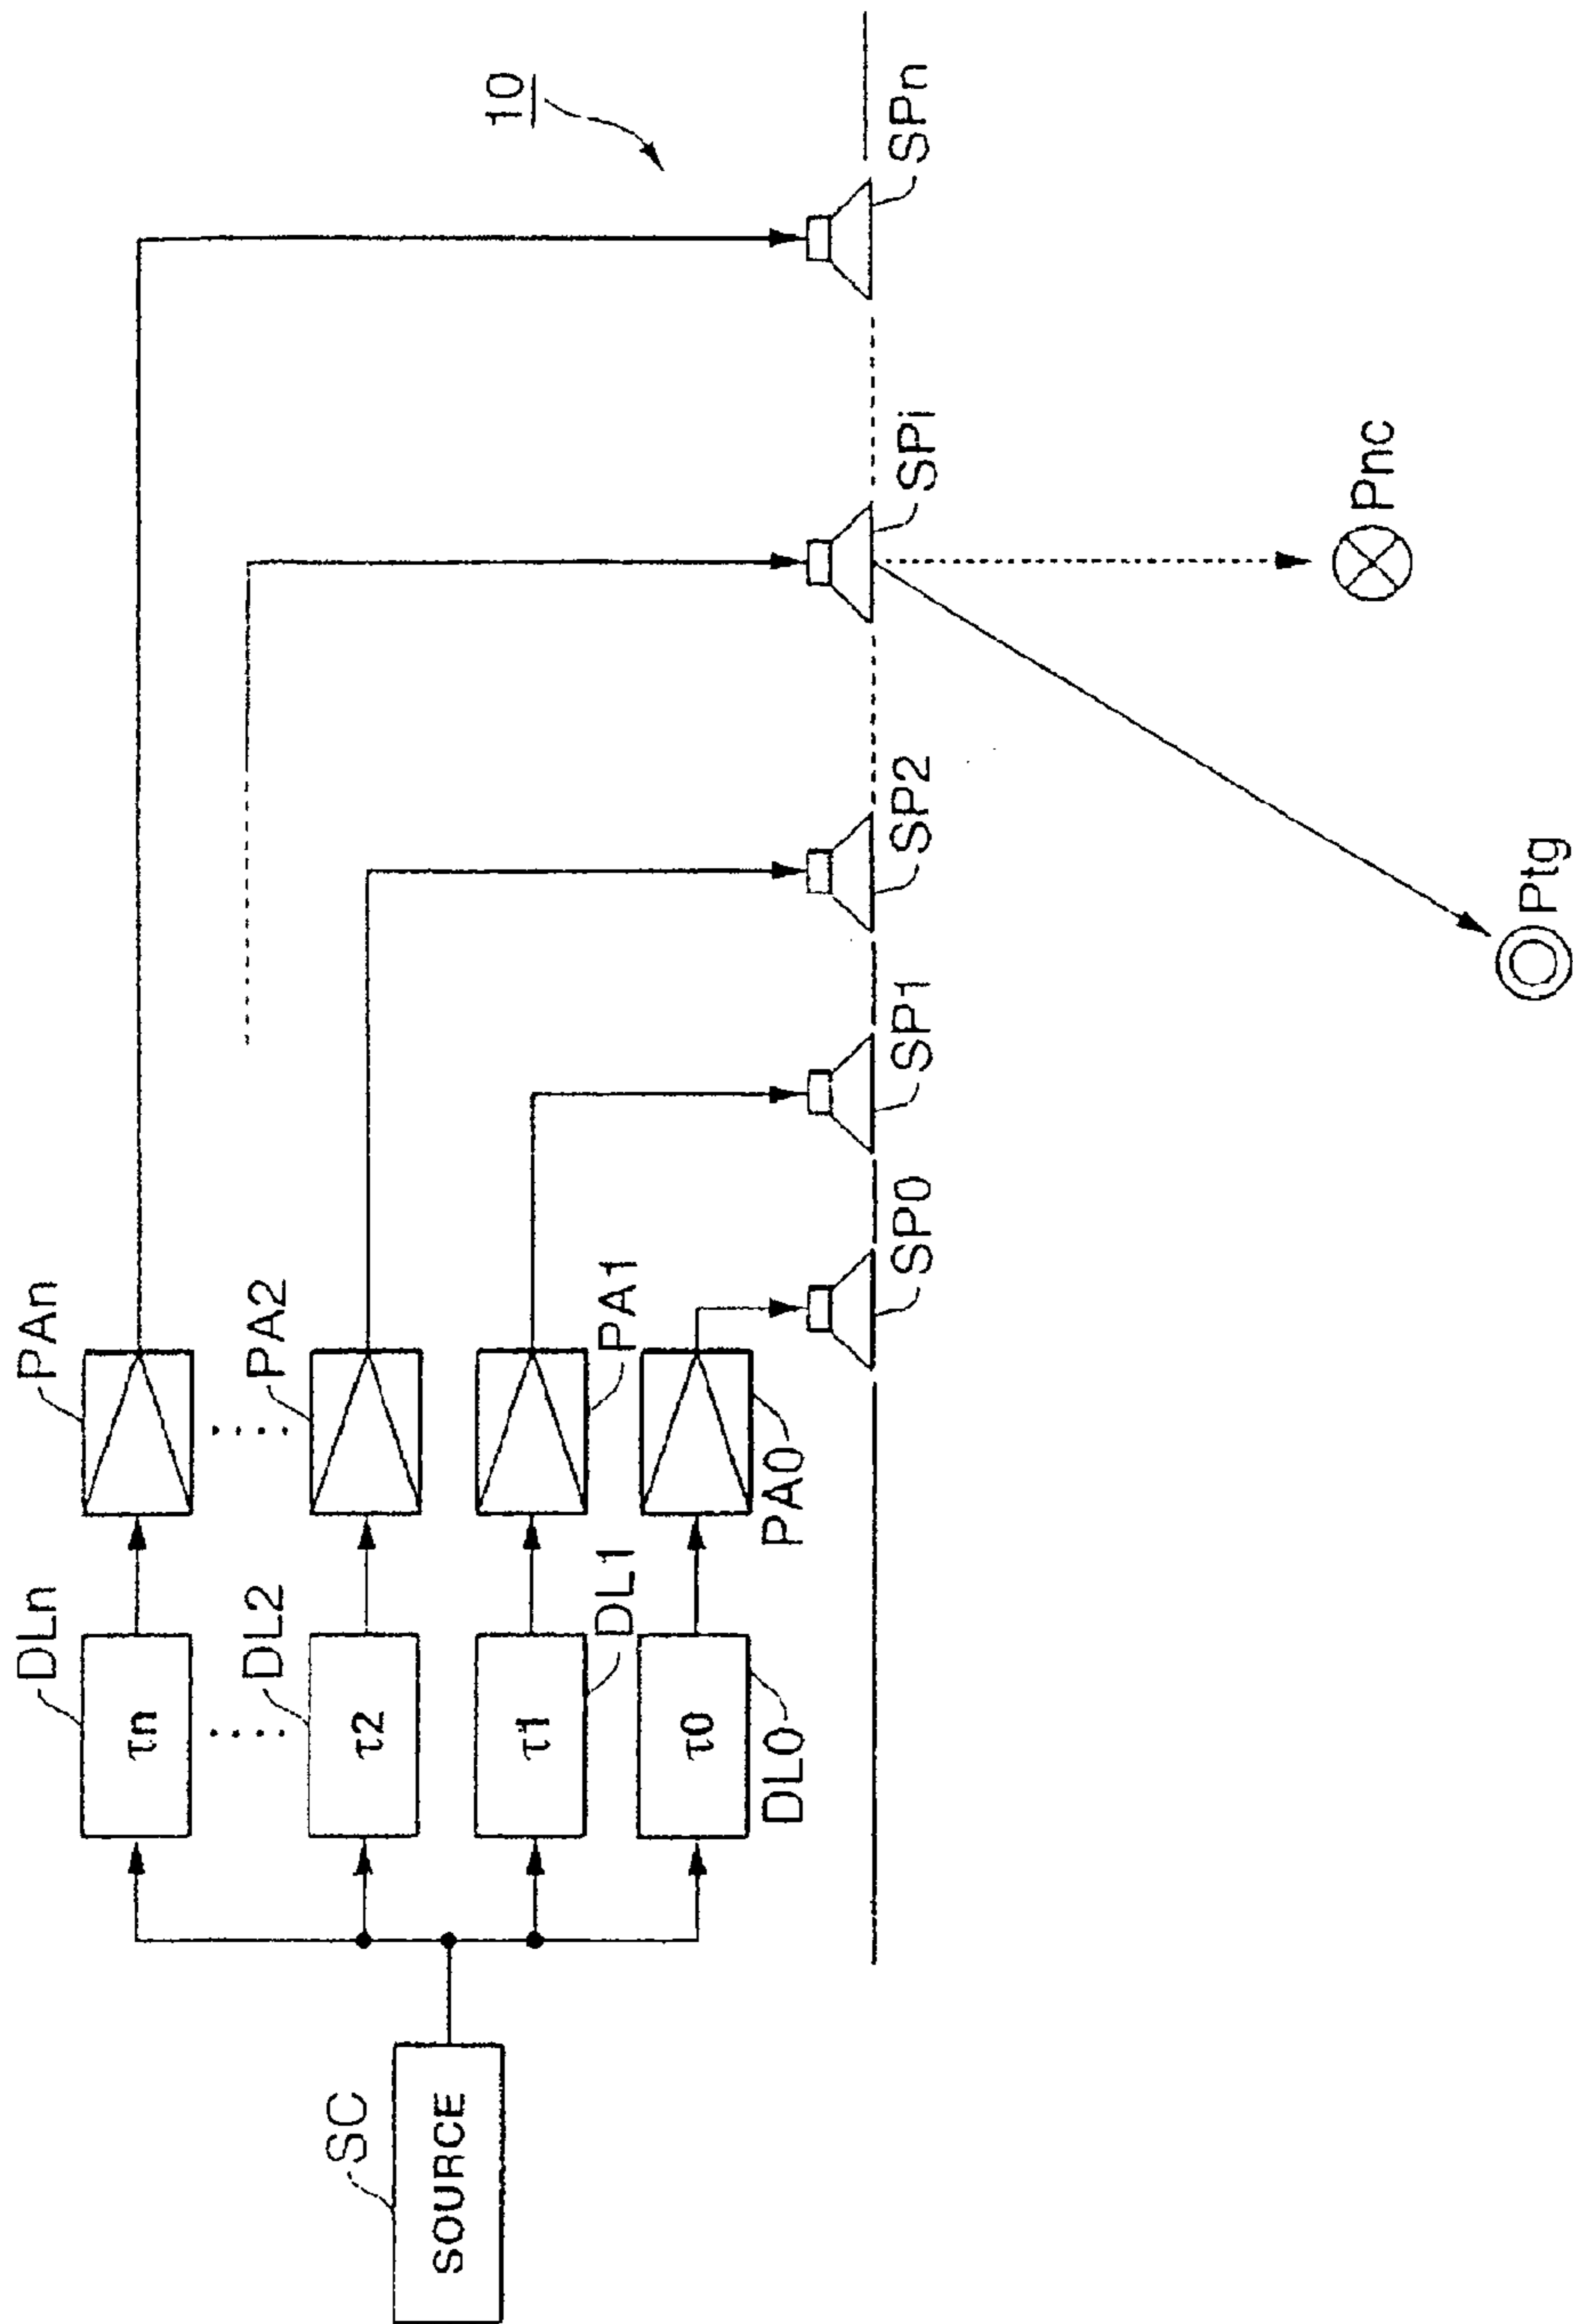 10
SC
SOURCE
DLn
τn
PAn
DL2
τ2
PA2
DL1
τ1
PA1
DL0
τ0
PA0
SP0
SP1
SP2
SPi
SPn
Ptg
Pnc